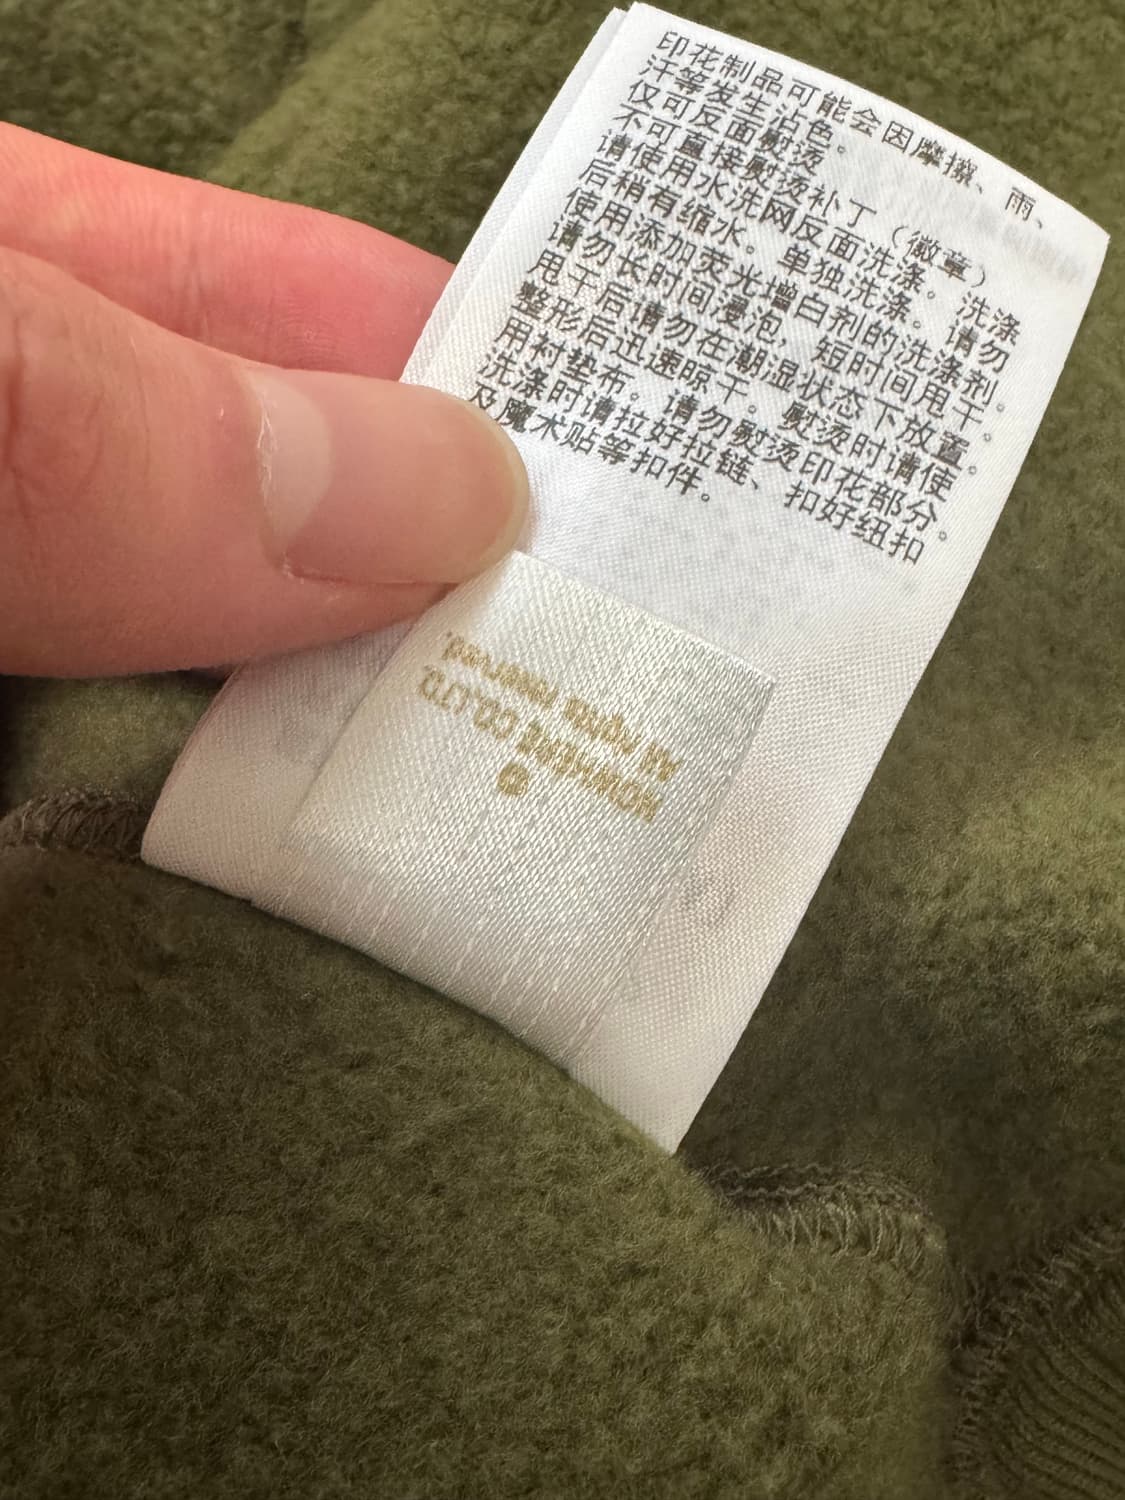 印花制品可能会因摩擦、雨、
汗等发生沾色。
仅可反面熨烫
不可直接熨烫补丁（徽章）
请使用水洗网反面洗涤。洗涤
后稍有缩水。单独洗涤。请勿
使用添加荧光增白剂的洗涤剂。
请勿长时间浸泡，短时间甩干。
甩干后请勿在潮湿状态下放置。
整形后迅速晾干。熨烫时请使
用衬垫布。请勿熨烫印花部分。
洗涤时请拉好拉链、扣好纽扣
及魔术贴等扣件。
CO.LTD.
All rights reserved.